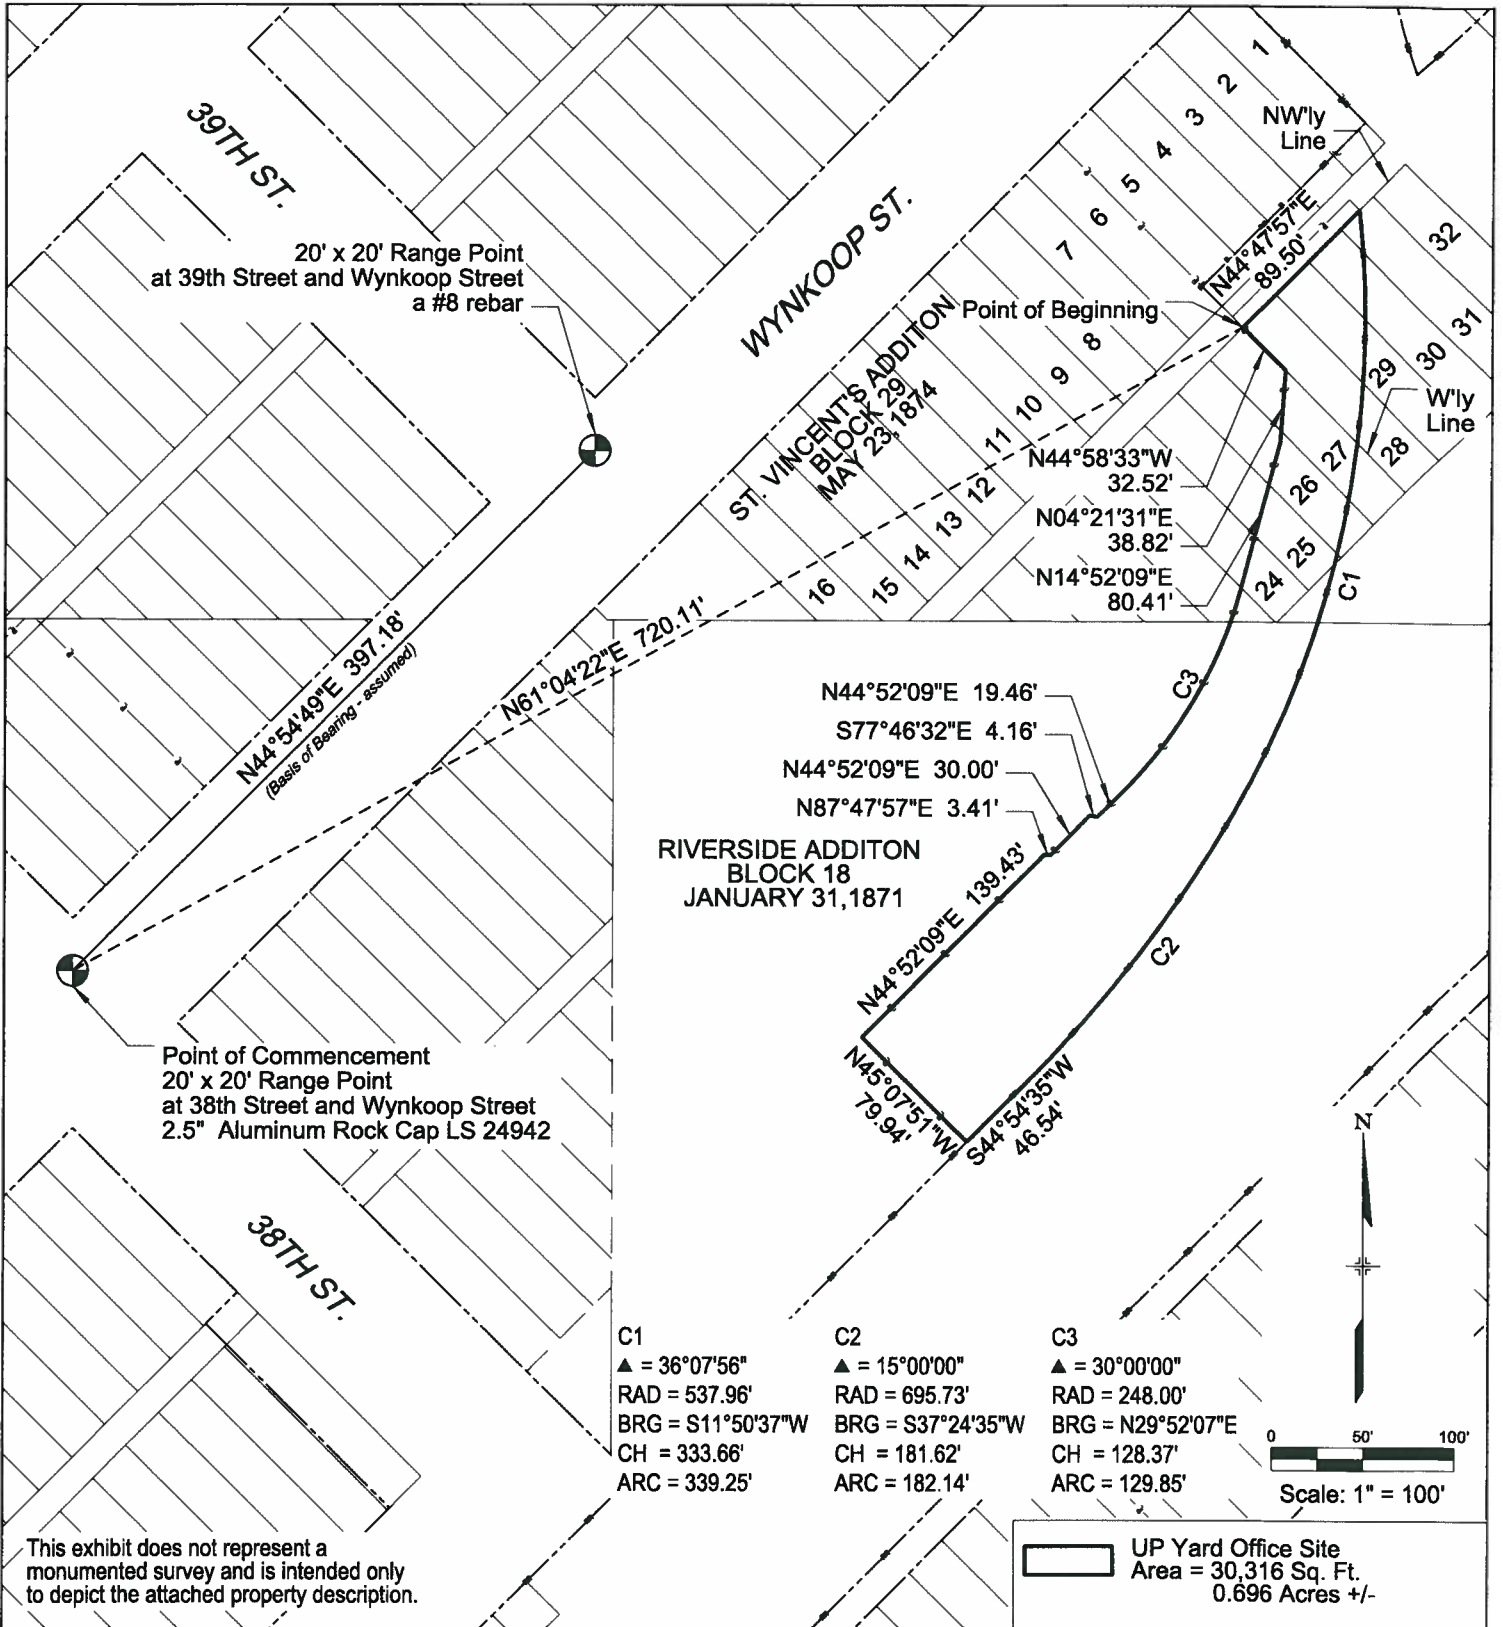 39TH ST.
20' x 20' Range Point
at 39th Street and Wynkoop Street
a #8 rebar
WYNKOOP ST.
1
2
3
4
5
6
7
8
9
10
11
12
13
14
15
16
NW'ly
Line
N44°47'57"E
89.50'
Point of Beginning
32
31
30
29
28
27
26
25
24
W'ly
Line
ST. VINCENT'S ADDITON
BLOCK 29
MAY 23,1874
N44°58'33"W
32.52'
N04°21'31"E
38.82'
N14°52'09"E
80.41'
C1
N44°54'49"E 397.18'
(Basis of Bearing - assumed)
N61°04'22"E 720.11'
C3
N44°52'09"E 19.46'
S77°46'32"E 4.16'
N44°52'09"E 30.00'
N87°47'57"E 3.41'
RIVERSIDE ADDITON
BLOCK 18
JANUARY 31,1871
N44°52'09"E 139.43'
C2
N45°07'51"W
79.94'
S44°54'35"W
46.54'
Point of Commencement
20' x 20' Range Point
at 38th Street and Wynkoop Street
2.5" Aluminum Rock Cap LS 24942
38TH ST.
N
C1
▲ = 36°07'56"
RAD = 537.96'
BRG = S11°50'37"W
CH = 333.66'
ARC = 339.25'
C2
▲ = 15°00'00"
RAD = 695.73'
BRG = S37°24'35"W
CH = 181.62'
ARC = 182.14'
C3
▲ = 30°00'00"
RAD = 248.00'
BRG = N29°52'07"E
CH = 128.37'
ARC = 129.85'
0 50' 100'
Scale: 1" = 100'
This exhibit does not represent a
monumented survey and is intended only
to depict the attached property description.
UP Yard Office Site
Area = 30,316 Sq. Ft.
0.696 Acres +/-